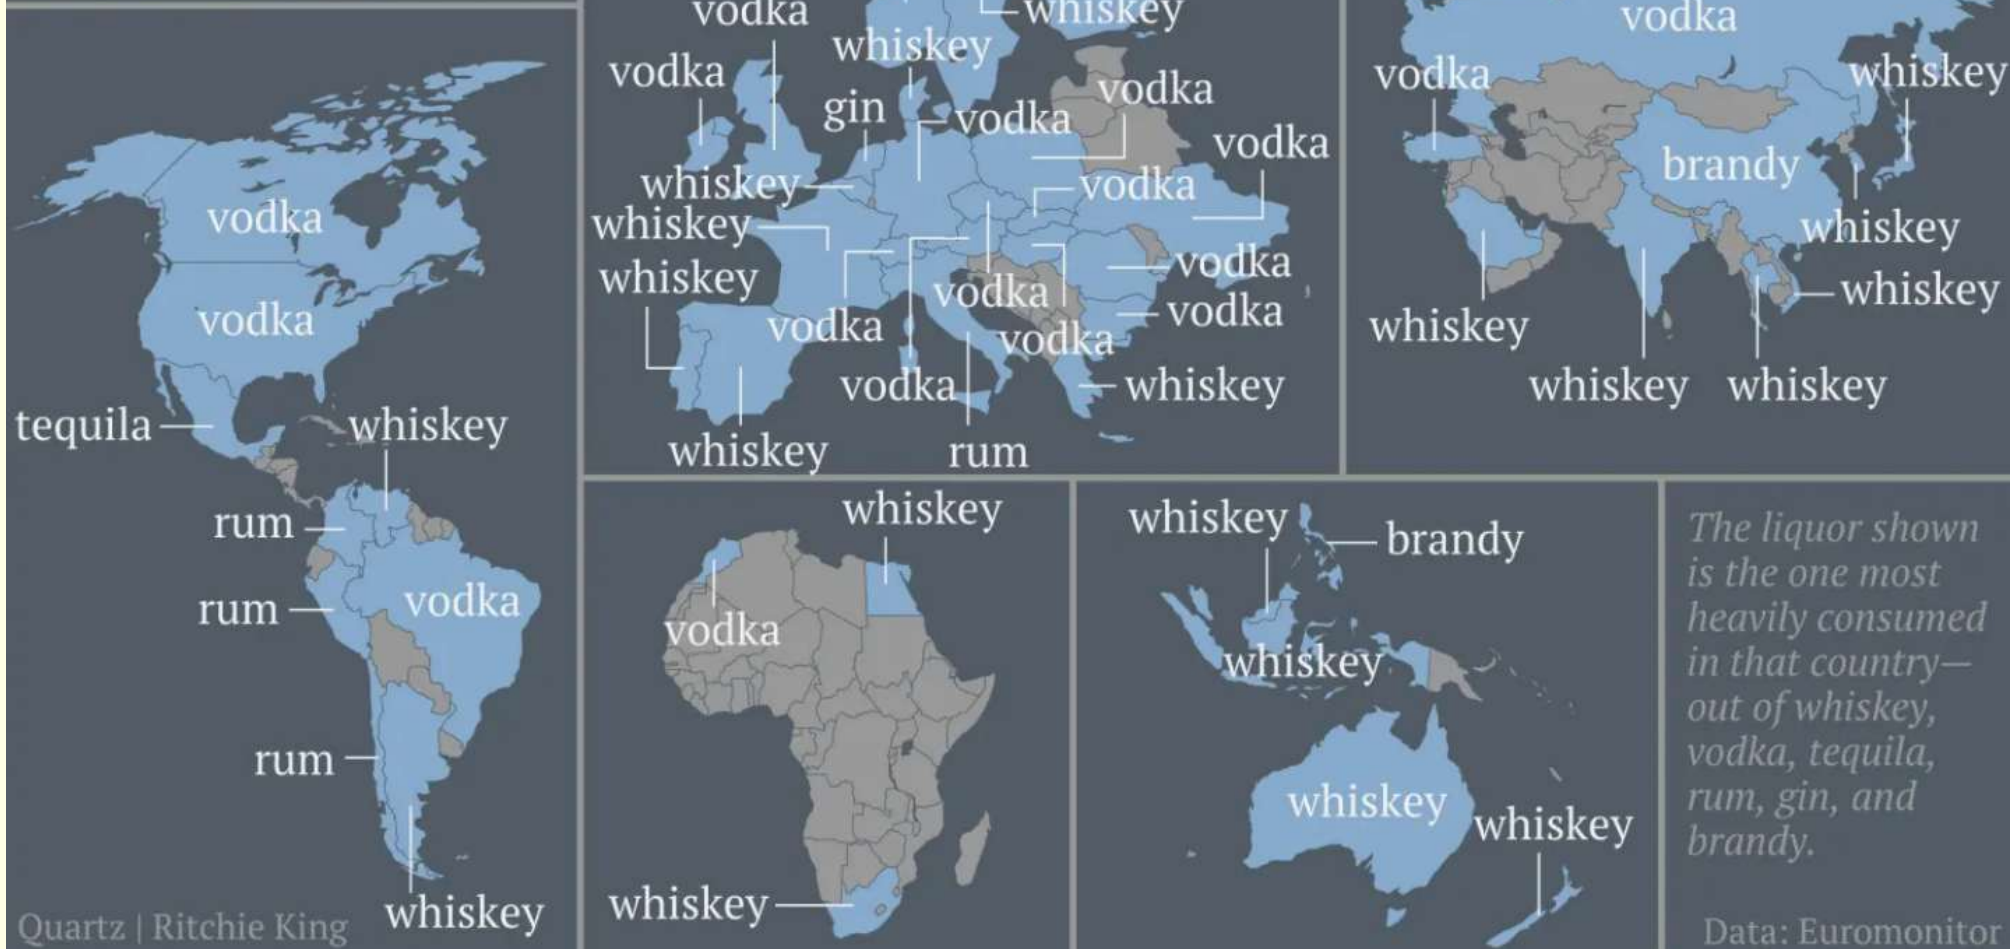 vodka
vodka
tequila
whiskey
rum
rum
vodka
rum
whiskey
Quartz | Ritchie King
vodka
whiskey
whiskey
vodka
gin
vodka
vodka
vodka
whiskey
vodka
whiskey
whiskey
vodka
vodka
vodka
vodka
vodka
vodka
whiskey
whiskey
rum
vodka
vodka
whiskey
brandy
whiskey
whiskey
whiskey
whiskey
whiskey
whiskey
vodka
whiskey
whiskey
brandy
whiskey
whiskey
whiskey
The liquor shown
is the one most
heavily consumed
in that country—
out of whiskey,
vodka, tequila,
rum, gin, and
brandy.
Data: Euromonitor